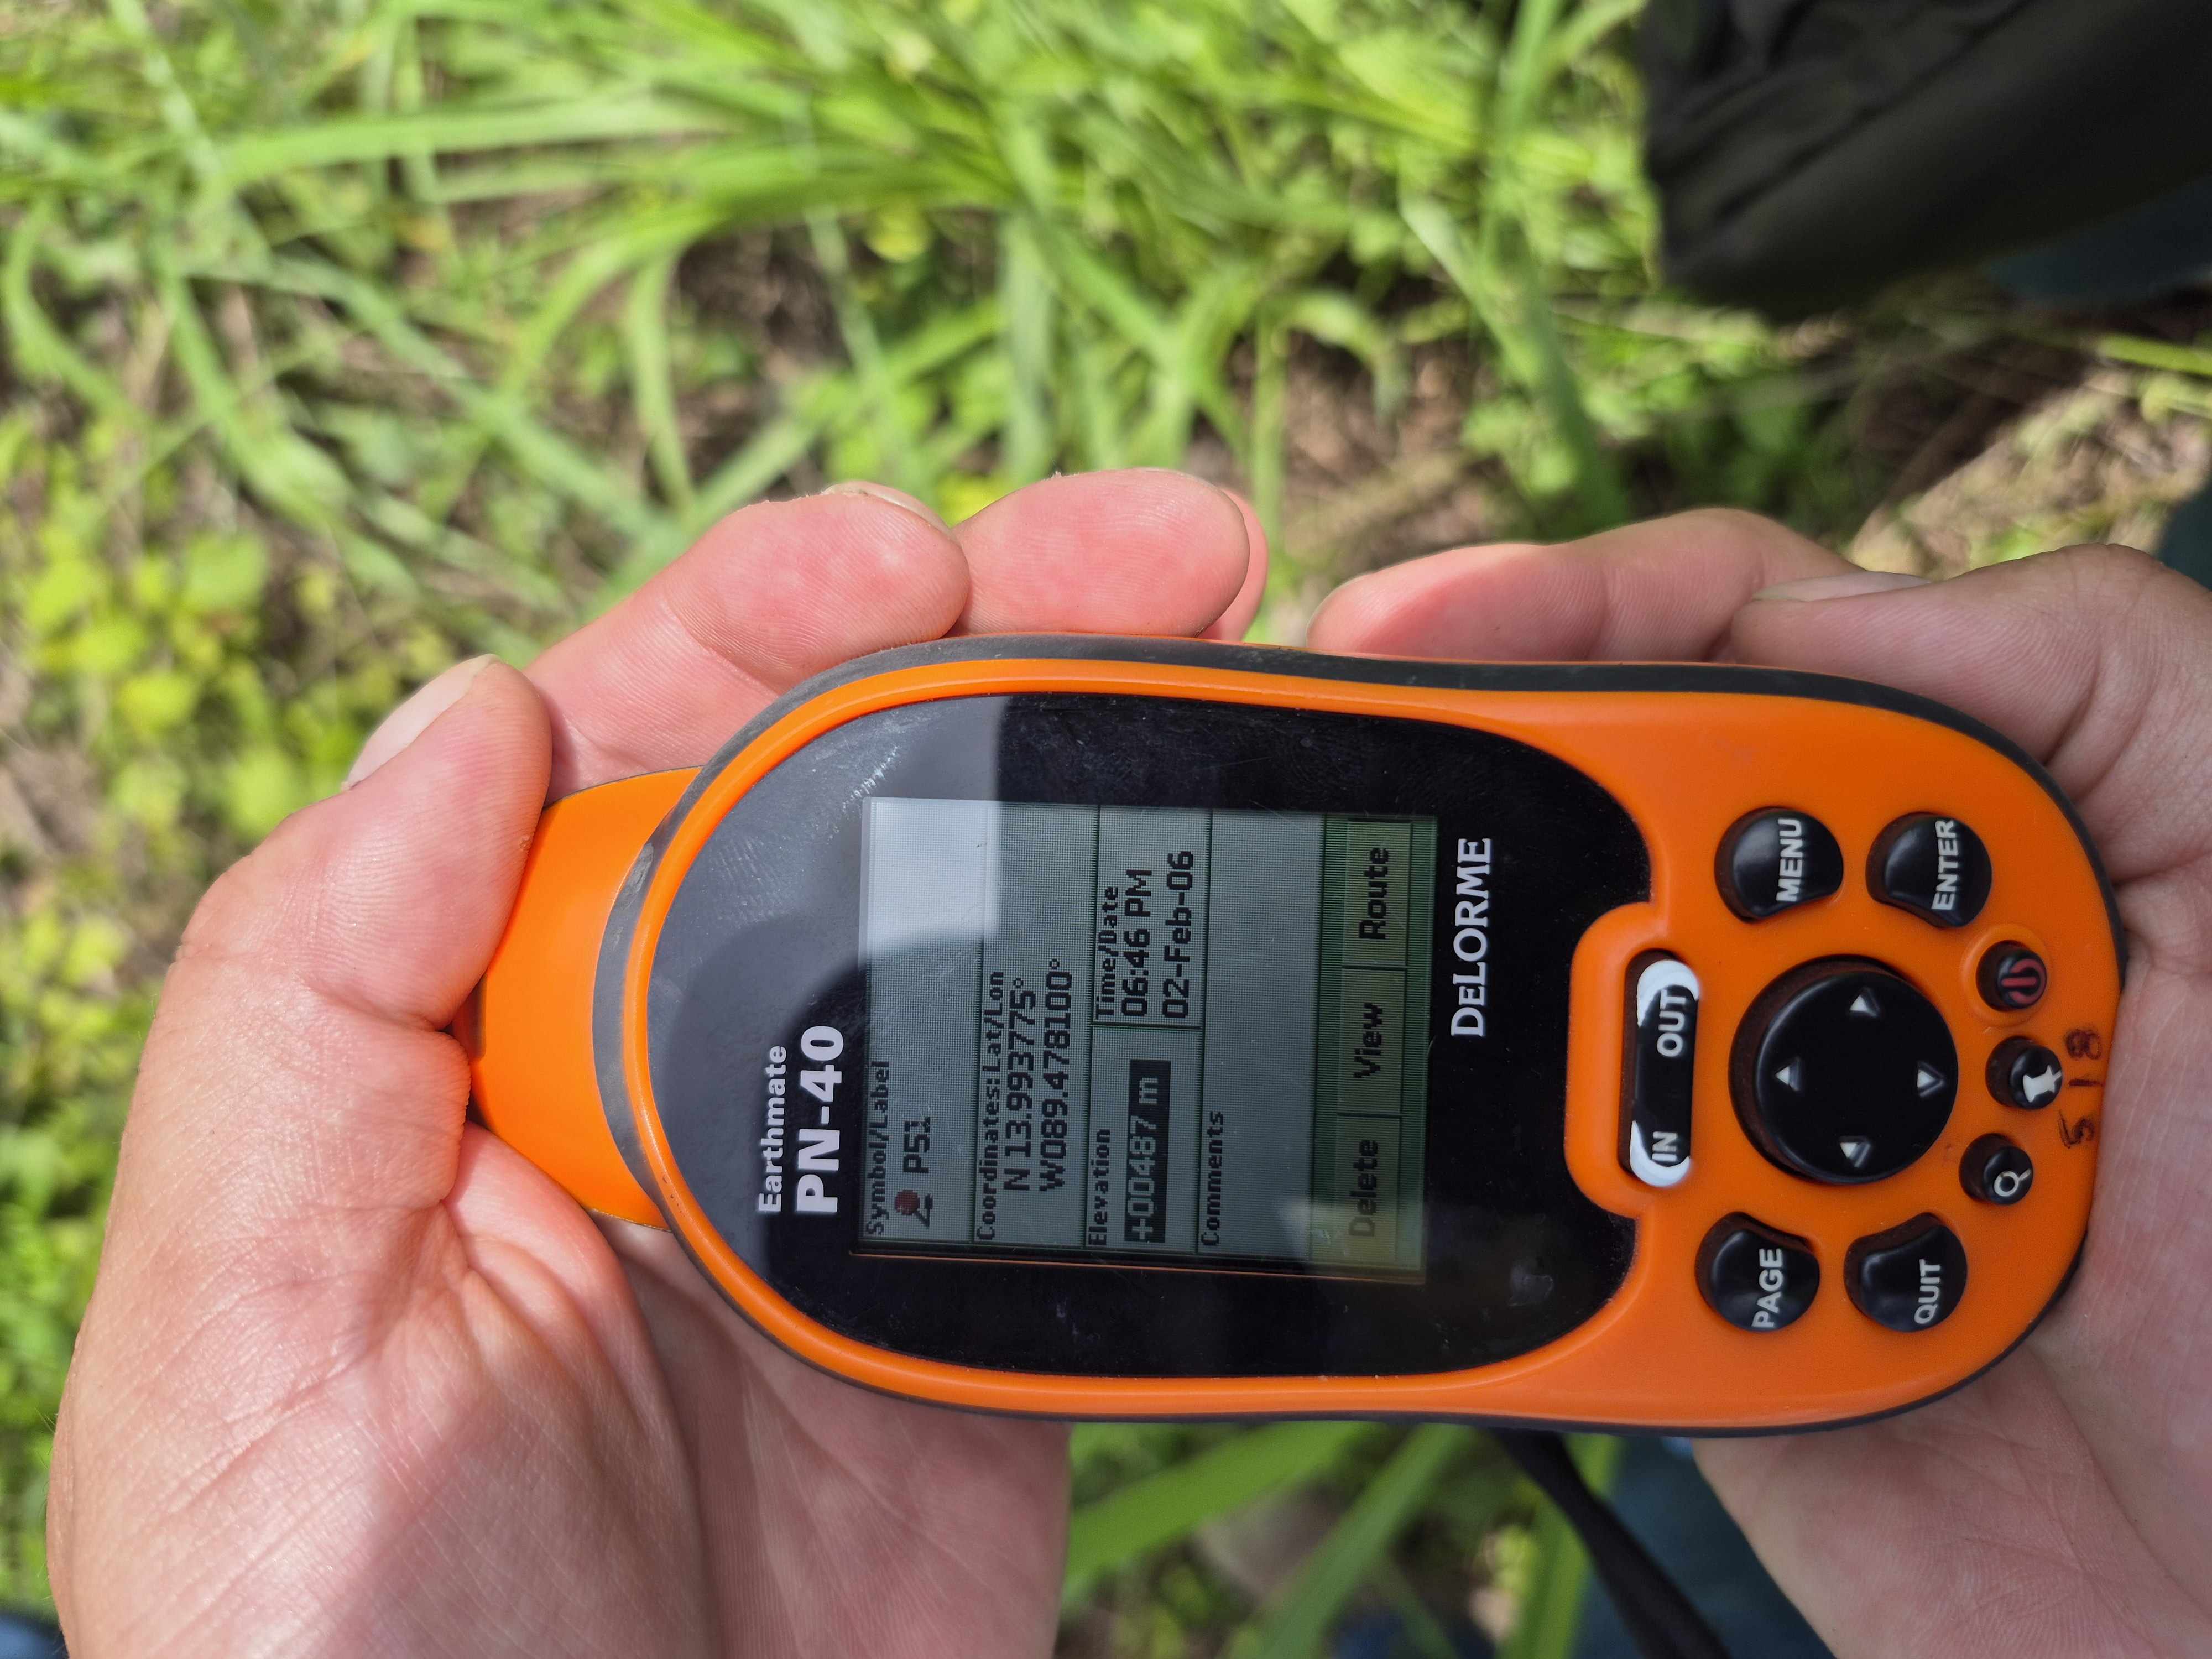 Earthmate
PN-40
Symbol/Label
P51
Coordinates: Lat/Lon
N 13.993775°
W089.478100°
Elevation
+00487 m
Time/Date
06:46 PM
02-Feb-06
Comments
Delete View Route
DELORME
IN OUT
PAGE
MENU
QUIT
ENTER
518